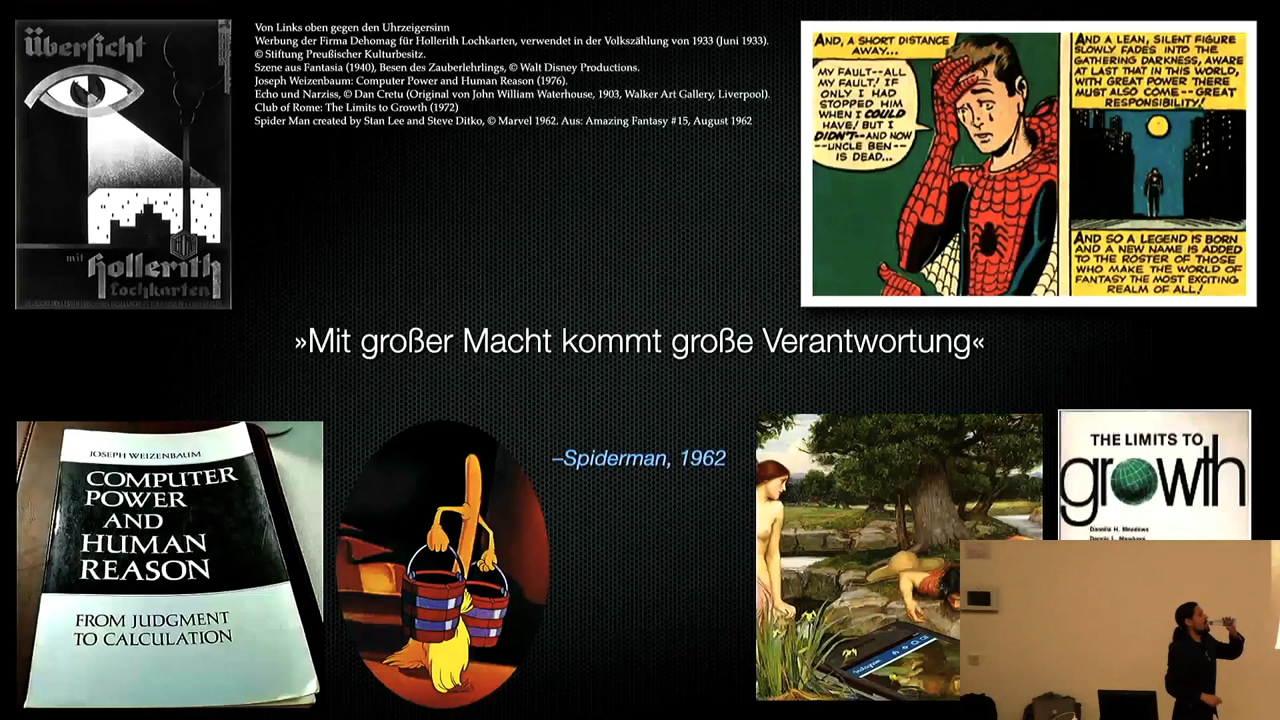 Übersicht
mit
Hollerith
Lochkarten
Von Links oben gegen den Uhrzeigersinn
Werbung der Firma Dehomag für Hollerith Lochkarten, verwendet in der Volkszählung von 1933 (Juni 1933).
© Stiftung Preußischer Kulturbesitz.
Szene aus Fantasia (1940), Besen des Zauberlehrlings, © Walt Disney Productions.
Joseph Weizenbaum: Computer Power and Human Reason (1976).
Echo und Narziss, © Dan Cretu (Original von John William Waterhouse, 1903, Walker Art Gallery, Liverpool).
Club of Rome: The Limits to Growth (1972)
Spider Man created by Stan Lee and Steve Ditko, © Marvel 1962. Aus: Amazing Fantasy #15, August 1962
AND, A SHORT DISTANCE
AWAY...
MY FAULT--ALL
MY FAULT! IF
ONLY I HAD
STOPPED HIM
WHEN I COULD
HAVE! BUT I
DIDN'T--AND NOW
--UNCLE BEN--
IS DEAD...
AND A LEAN, SILENT FIGURE
SLOWLY FADES INTO THE
GATHERING DARKNESS, AWARE
AT LAST THAT IN THIS WORLD,
WITH GREAT POWER THERE
MUST ALSO COME--GREAT
RESPONSIBILITY!
AND SO A LEGEND IS BORN
AND A NEW NAME IS ADDED
TO THE ROSTER OF THOSE
WHO MAKE THE WORLD OF
FANTASY THE MOST EXCITING
REALM OF ALL!
»Mit großer Macht kommt große Verantwortung«
–Spiderman, 1962
JOSEPH WEIZENBAUM
COMPUTER
POWER
AND
HUMAN
REASON
FROM JUDGMENT
TO CALCULATION
Instagram
THE LIMITS TO
growth
Donella H. Meadows
Dennis L. Meadows